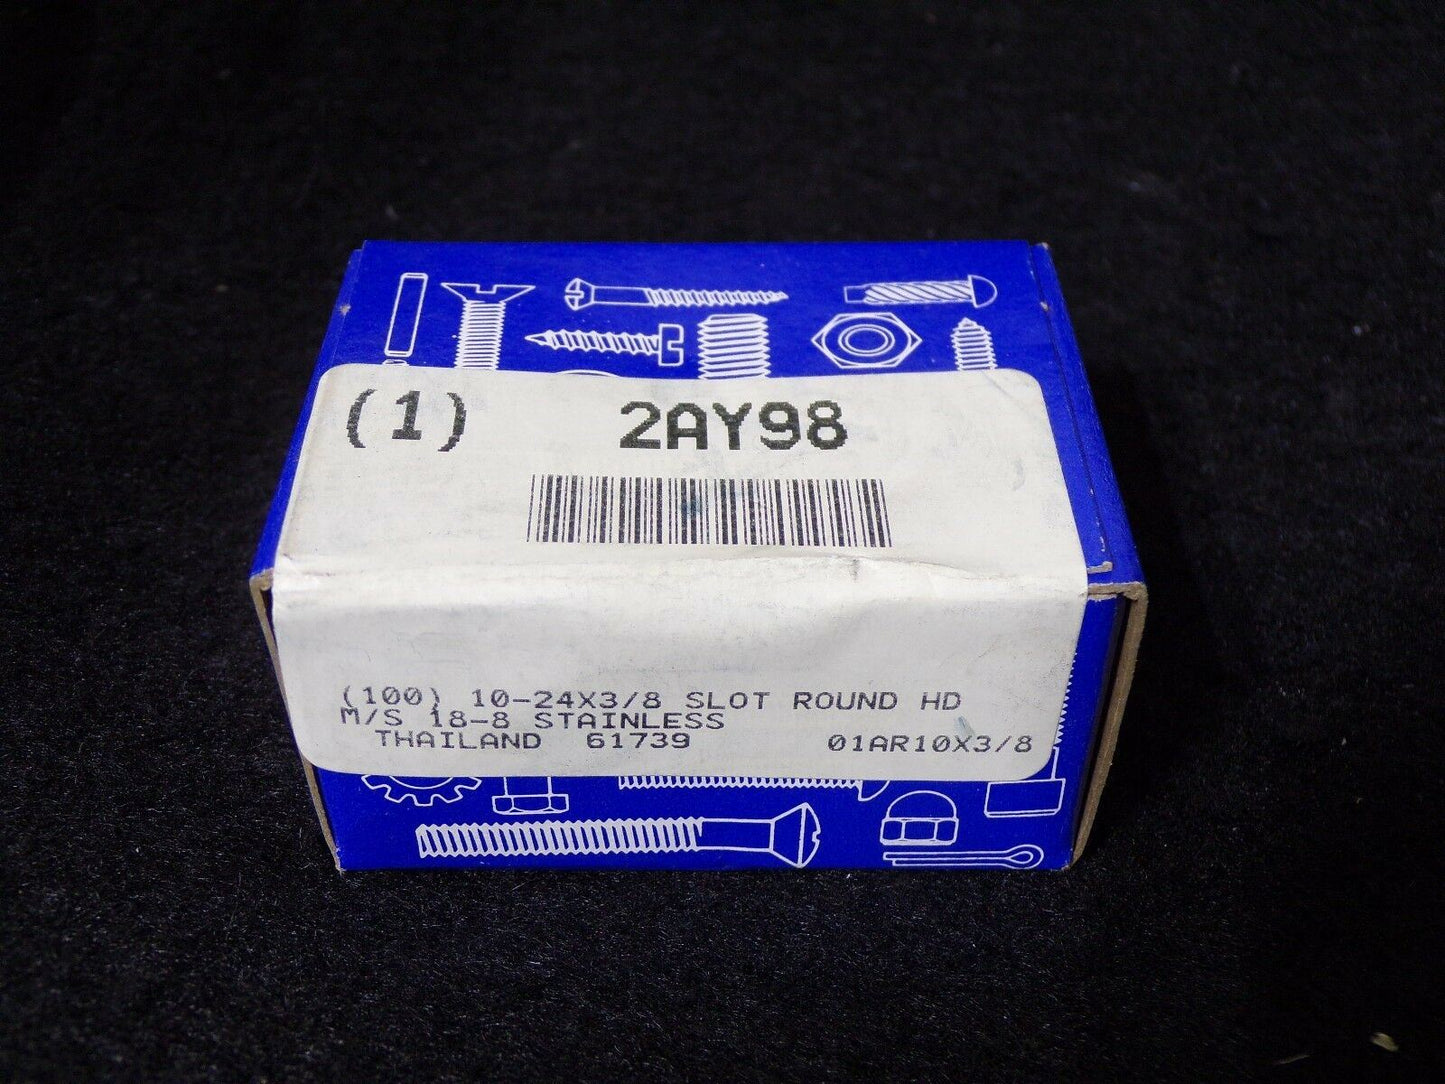 (1) 2AY98
(100) 10-24X3/8 SLOT ROUND HD
M/S 18-8 STAINLESS
THAILAND 61739 01AR10X3/8